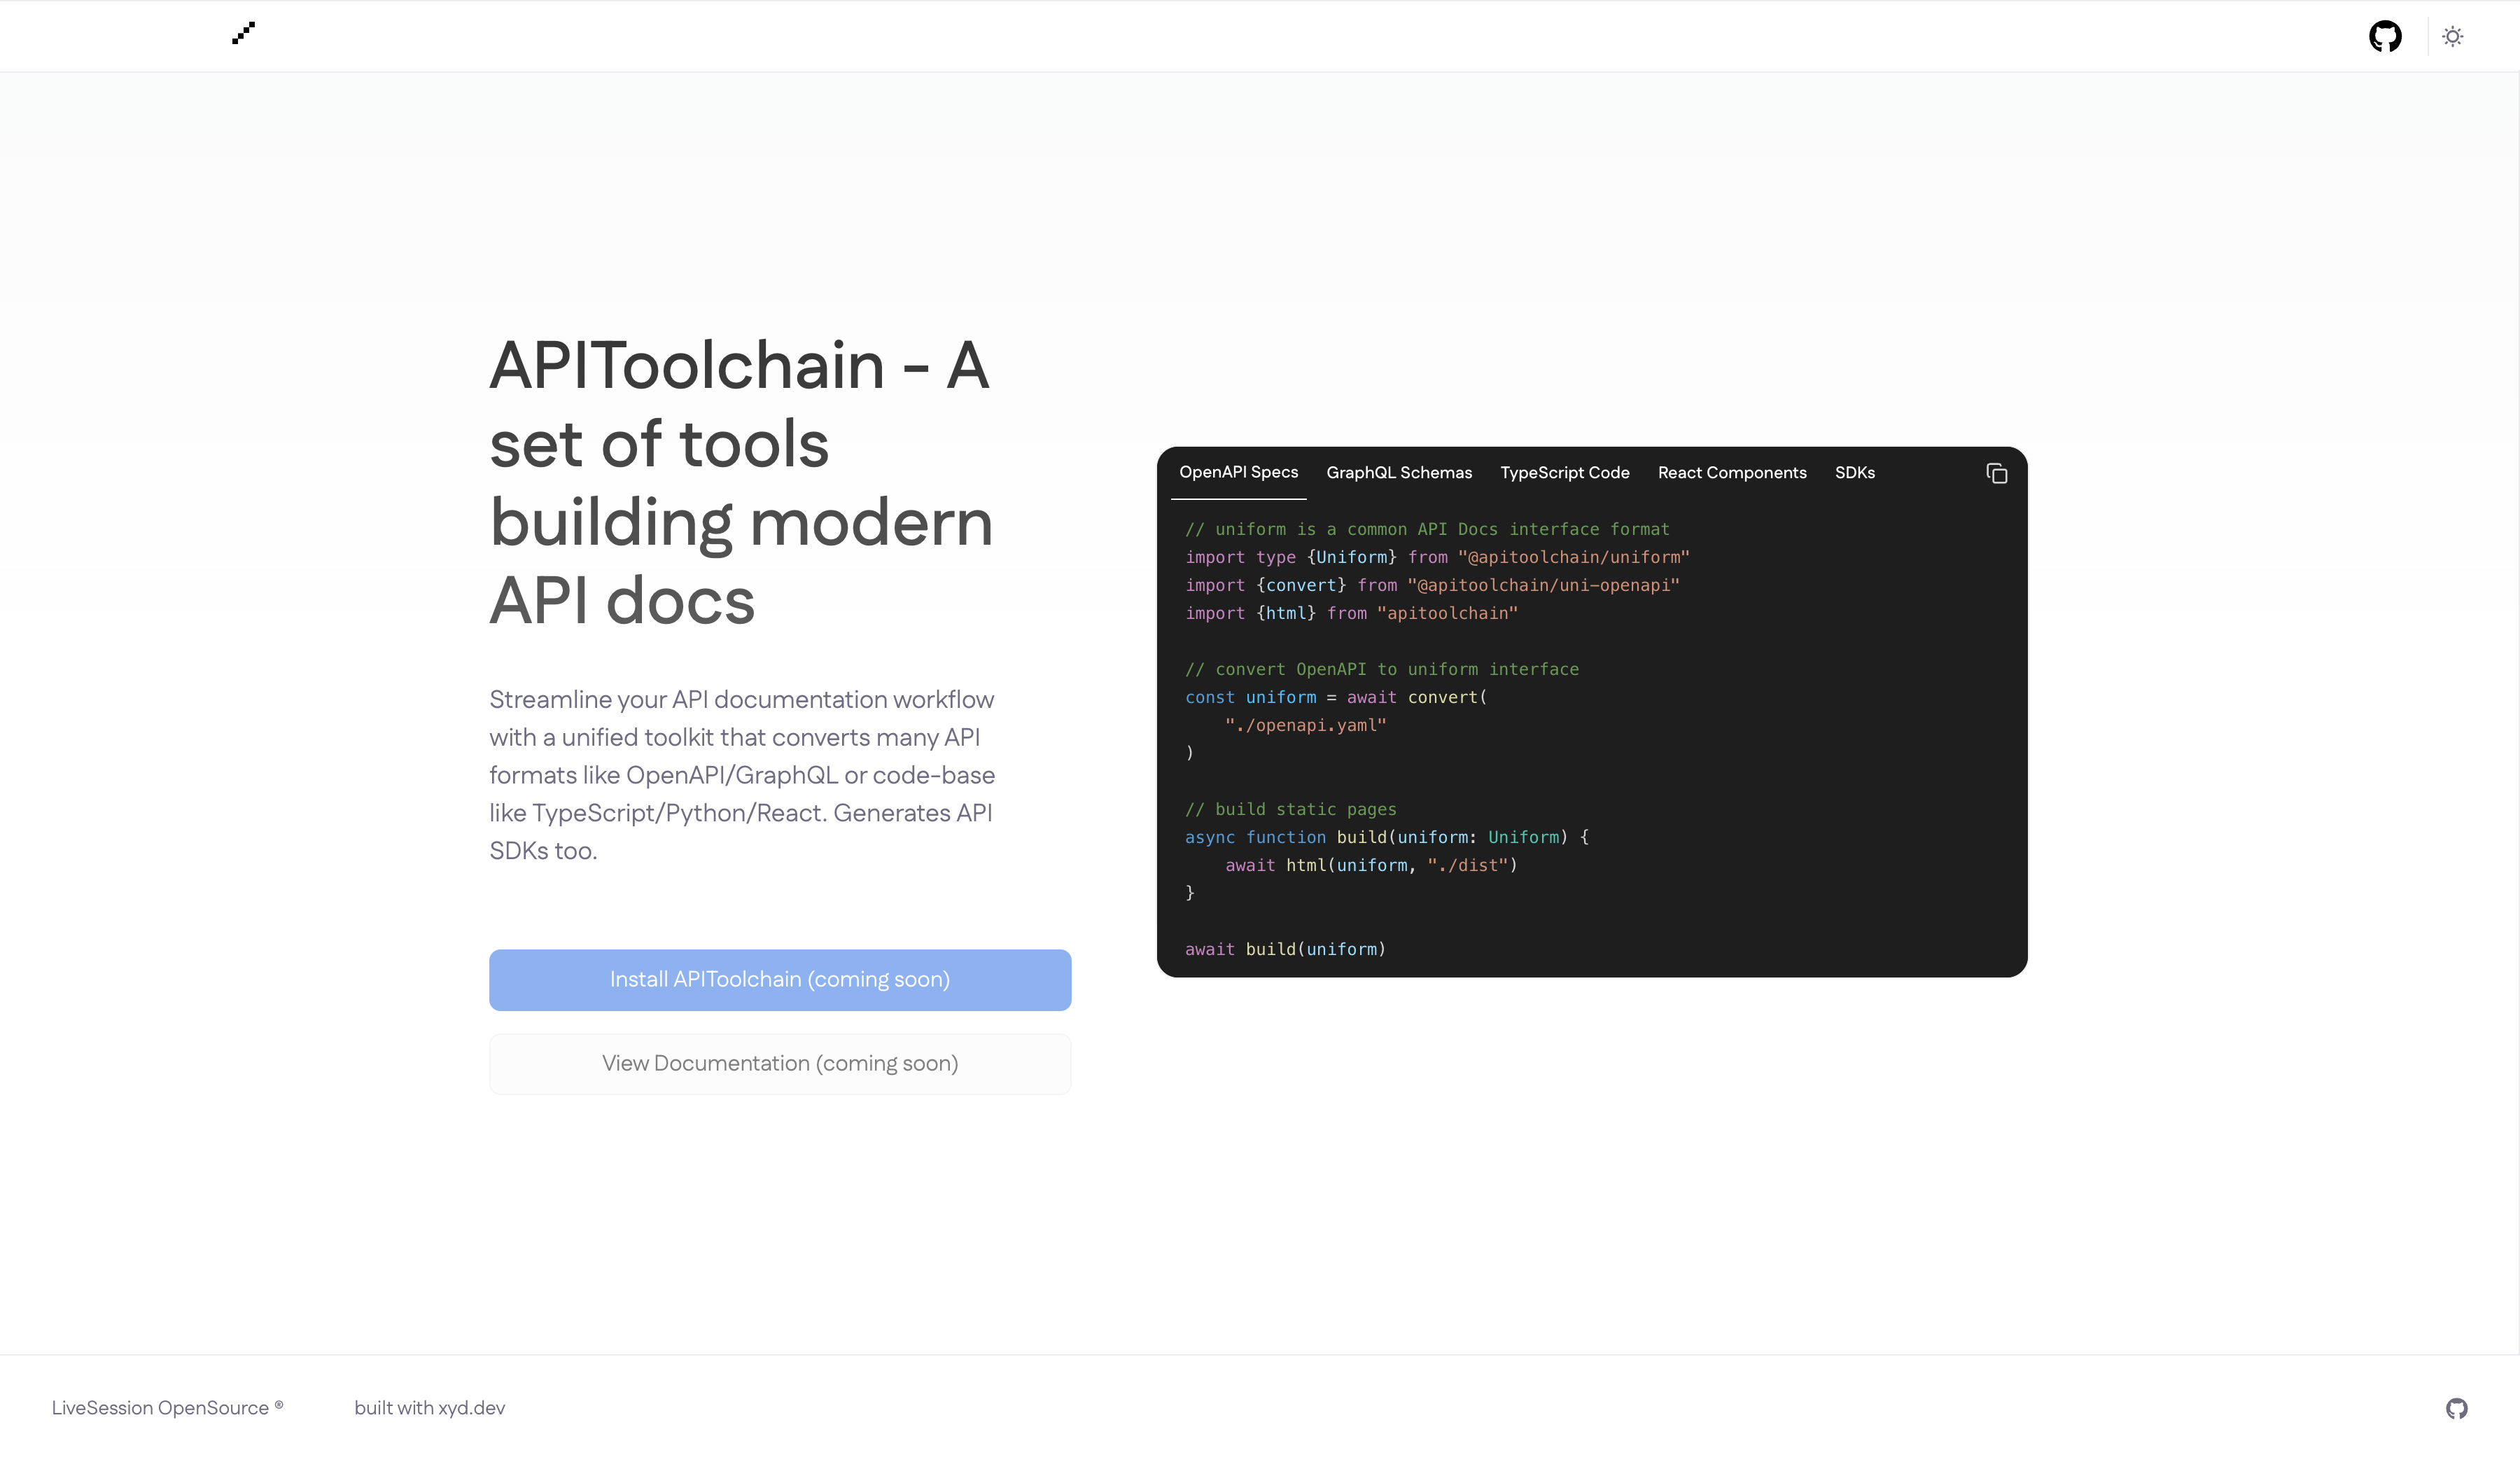 APIToolchain - A
set of tools
building modern
API docs
Streamline your API documentation workflow
with a unified toolkit that converts many API
formats like OpenAPI/GraphQL or code-base
like TypeScript/Python/React. Generates API
SDKs too.
Install APIToolchain (coming soon)
View Documentation (coming soon)
OpenAPI Specs GraphQL Schemas TypeScript Code React Components SDKs
// uniform is a common API Docs interface format
import type {Uniform} from "@apitoolchain/uniform"
import {convert} from "@apitoolchain/uni-openapi"
import {html} from "apitoolchain"
// convert OpenAPI to uniform interface
const uniform = await convert(
    "./openapi.yaml"
)
// build static pages
async function build(uniform: Uniform) {
    await html(uniform, "./dist")
}
await build(uniform)
LiveSession OpenSource ® built with xyd.dev